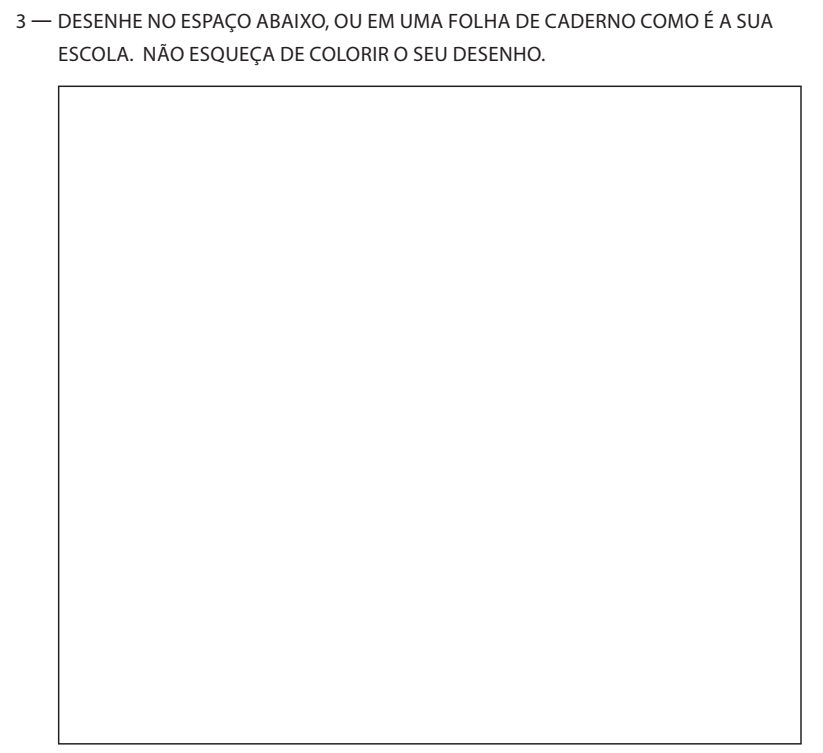 3 — DESENHE NO ESPAÇO ABAIXO, OU EM UMA FOLHA DE CADERNO COMO É A SUA
ESCOLA. NÃO ESQUEÇA DE COLORIR O SEU DESENHO.